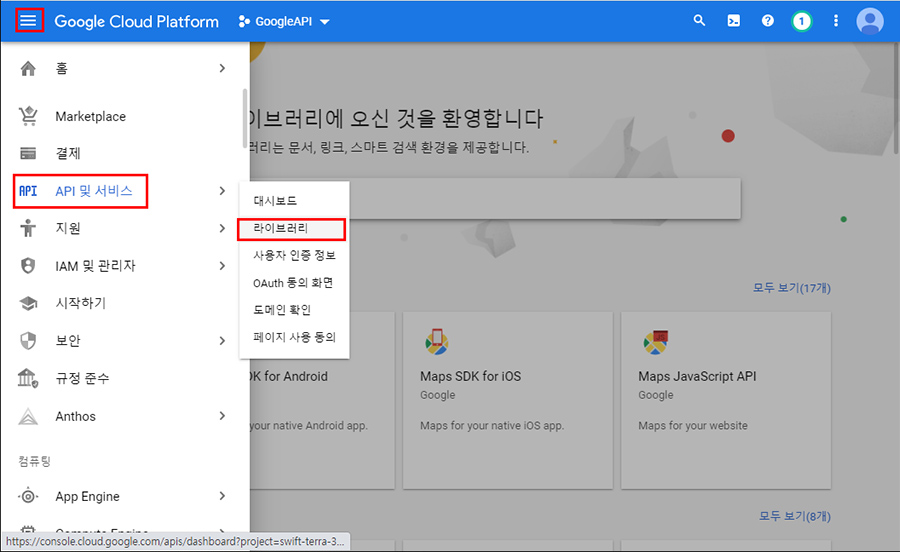 Google Cloud Platform
GoogleAPI
1
홈
Marketplace
결제
API API 및 서비스
지원
IAM 및 관리자
시작하기
보안
규정 준수
Anthos
컴퓨팅
App Engine
Compute Engine
대시보드
라이브러리
사용자 인증 정보
OAuth 동의 화면
도메인 확인
페이지 사용 동의
이브러리에 오신 것을 환영합니다
러리는 문서, 링크, 스마트 검색 환경을 제공합니다.
모두 보기(17개)
DK for Android
your native Android app.
Maps SDK for iOS
Google
Maps for your native iOS app.
Maps JavaScript API
Google
Maps for your website
모두 보기(8개)
https://console.cloud.google.com/apis/dashboard?project=swift-terra-3...